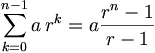 \sum_{k=0}^{n-1} a r^k = a \frac{r^n - 1}{r - 1}